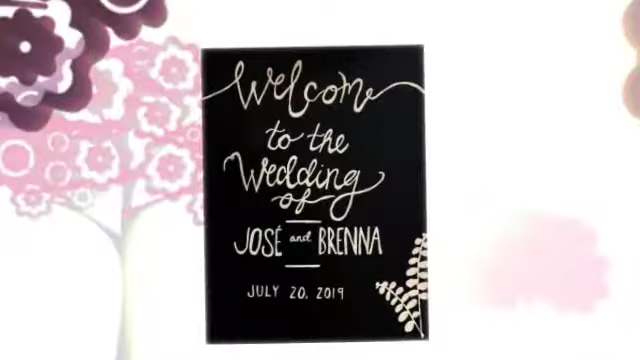 Welcome
to the
Wedding
of
JOSÉ and BRENNA
JULY 20, 2019